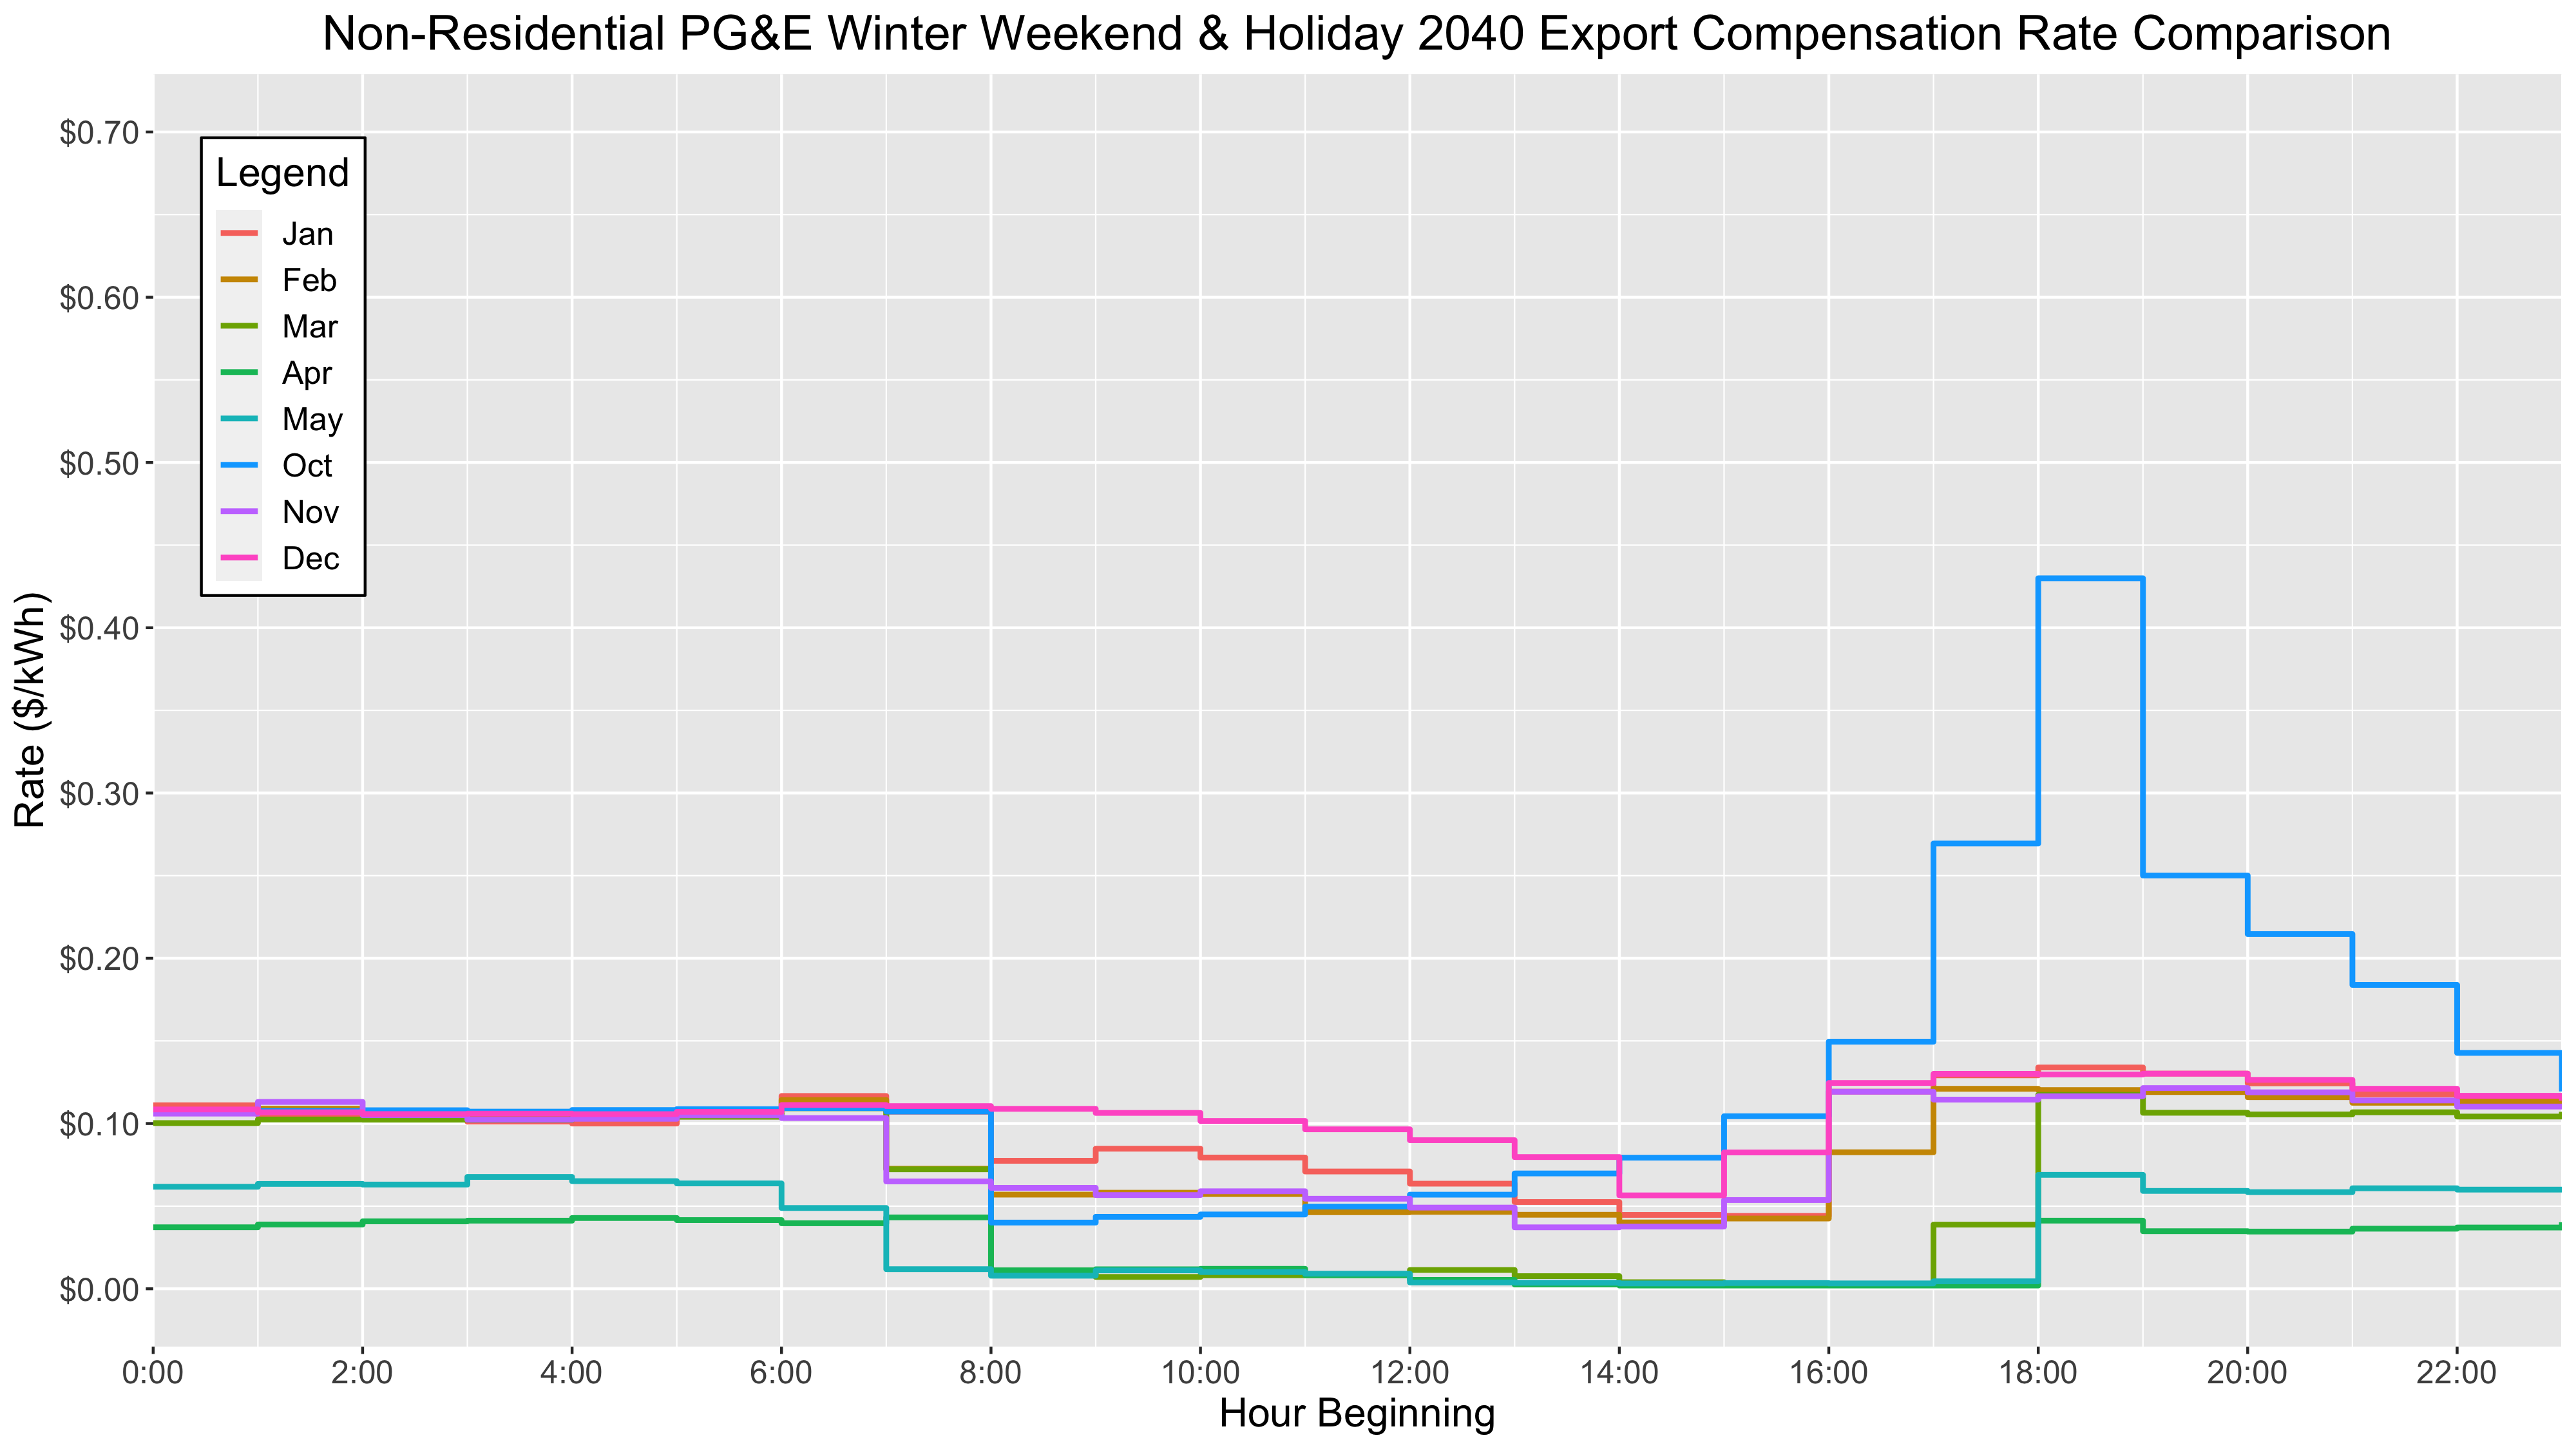 Non-Residential PG&E Winter Weekend & Holiday 2040 Export Compensation Rate Comparison
$0.70
$0.60
$0.50
$0.40
$0.30
$0.20
$0.10
$0.00
Rate ($/kWh)
Legend
Jan
Feb
Mar
Apr
May
Oct
Nov
Dec
0:00 2:00 4:00 6:00 8:00 10:00 12:00 14:00 16:00 18:00 20:00 22:00
Hour Beginning